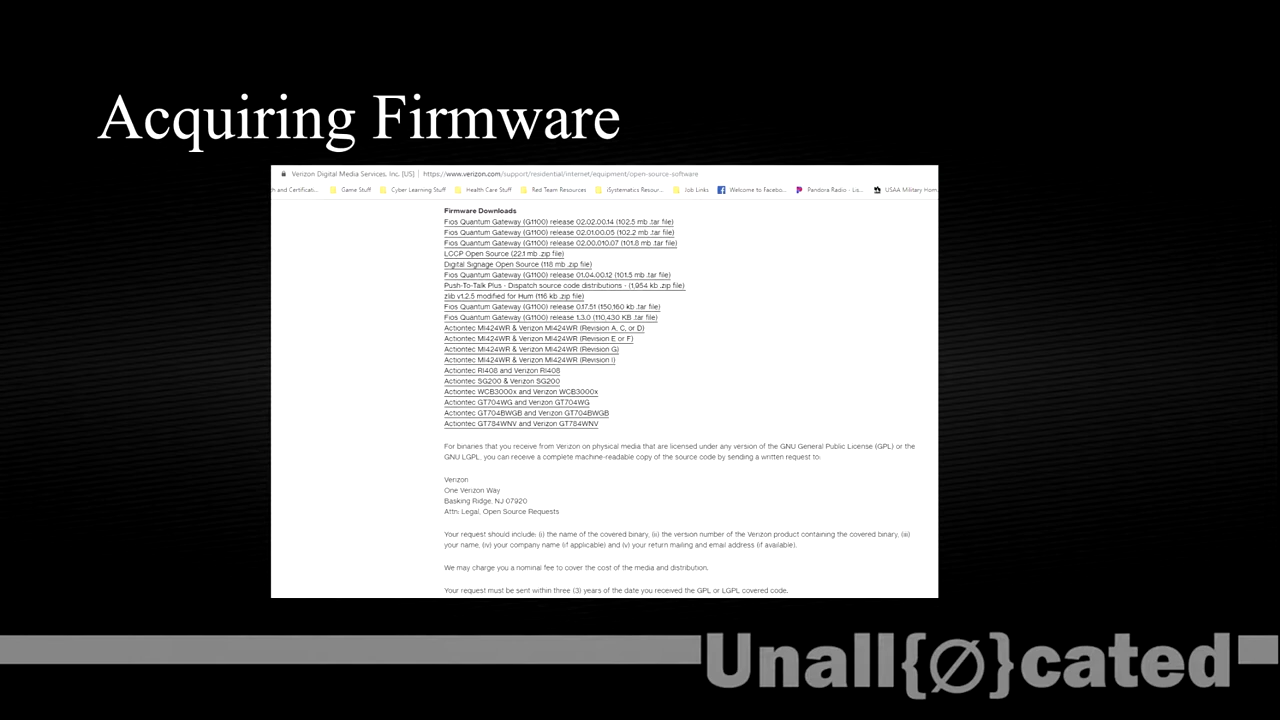 Acquiring Firmware
Verizon Digital Media Services, Inc. [US] | https://www.verizon.com/support/residential/internet/equipment/open-source-software
h and Certificati... Game Stuff Cyber Learning Stuff Health Care Stuff Red Team Resources iSystematics Resour... Job Links Welcome to Facebo... Pandora Radio - Lis... USAA Military Hom
Firmware Downloads
Fios Quantum Gateway (G1100) release 02.02.00.14 (102.5 mb .tar file)
Fios Quantum Gateway (G1100) release 02.01.00.05 (102.2 mb .tar file)
Fios Quantum Gateway (G1100) release 02.00.010.07 (101.8 mb .tar file)
LCCP Open Source (22.1 mb .zip file)
Digital Signage Open Source (118 mb .zip file)
Fios Quantum Gateway (G1100) release 01.04.00.12 (101.5 mb .tar file)
Push-To-Talk Plus - Dispatch source code distributions - (1,954 kb .zip file)
zlib v1.2.5 modified for Hum (116 kb .zip file)
Fios Quantum Gateway (G1100) release 0.17.51 (150,160 kb .tar file)
Fios Quantum Gateway (G1100) release 1.3.0 (110,430 KB .tar file)
Actiontec MI424WR & Verizon MI424WR (Revision A, C, or D)
Actiontec MI424WR & Verizon MI424WR (Revision E or F)
Actiontec MI424WR & Verizon MI424WR (Revision G)
Actiontec MI424WR & Verizon MI424WR (Revision I)
Actiontec RI408 and Verizon RI408
Actiontec SG200 & Verizon SG200
Actiontec WCB3000x and Verizon WCB3000x
Actiontec GT704WG and Verizon GT704WG
Actiontec GT704BWGB and Verizon GT704BWGB
Actiontec GT784WNV and Verizon GT784WNV
For binaries that you receive from Verizon on physical media that are licensed under any version of the GNU General Public License (GPL) or the
GNU LGPL, you can receive a complete machine-readable copy of the source code by sending a written request to:
Verizon
One Verizon Way
Basking Ridge, NJ 07920
Attn: Legal, Open Source Requests
Your request should include: (i) the name of the covered binary, (ii) the version number of the Verizon product containing the covered binary, (iii)
your name, (iv) your company name (if applicable) and (v) your return mailing and email address (if available).
We may charge you a nominal fee to cover the cost of the media and distribution.
Your request must be sent within three (3) years of the date you received the GPL or LGPL covered code.
Unall{Ø}cated